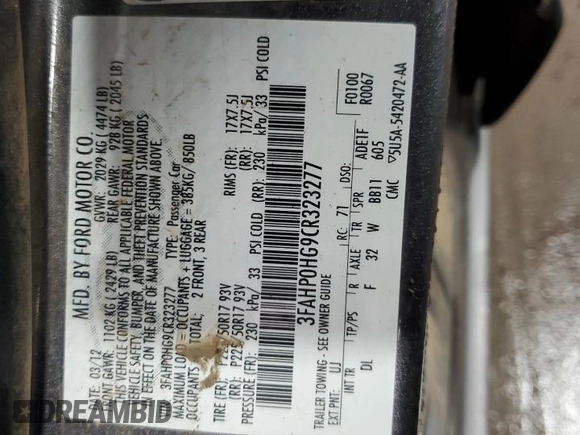 MFD. BY FORD MOTOR CO.
DATE 03/12 GVWR: 2029 KG ( 4474 LB)
FRONT GAWR: 1102 KG ( 2429 LB) REAR GAWR: 928 KG ( 2045 LB)
THIS VEHICLE CONFORMS TO ALL APPLICABLE FEDERAL MOTOR
VEHICLE SAFETY, BUMPER, AND THEFT PREVENTION STANDARDS
IN EFFECT ON THE DATE OF MANUFACTURE SHOWN ABOVE.
3FAHP0HG9CR323277 TYPE: Passenger Car
MAXIMUM LOAD = OCCUPANTS + LUGGAGE = 385KG/ 850LB
OCCUPANTS: TOTAL, 2 FRONT, 3 REAR
TIRE (FR): 50R17 93V RIMS (FR): 17X7.5J
(RR): 50R17 93V (RR): 17X7.5J
(FR): 230 kPa/ 33 PSI COLD (RR): 230 kPa/ 33 PSI COLD
3FAHP0HG9CR323277
F0100
R0067
TRAILER TOWING - SEE OWNER GUIDE
EXT PNT: UJ RC: 71
INT TR TP/PS R AXLE TR SPR ADE1F
DL F 32 W BB11 605
CMC ▽5U5A-5420472-AA
DREAMBID